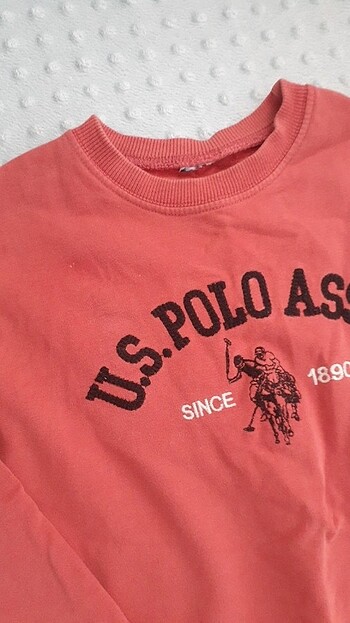 U.S. POLO ASS
SINCE 1890